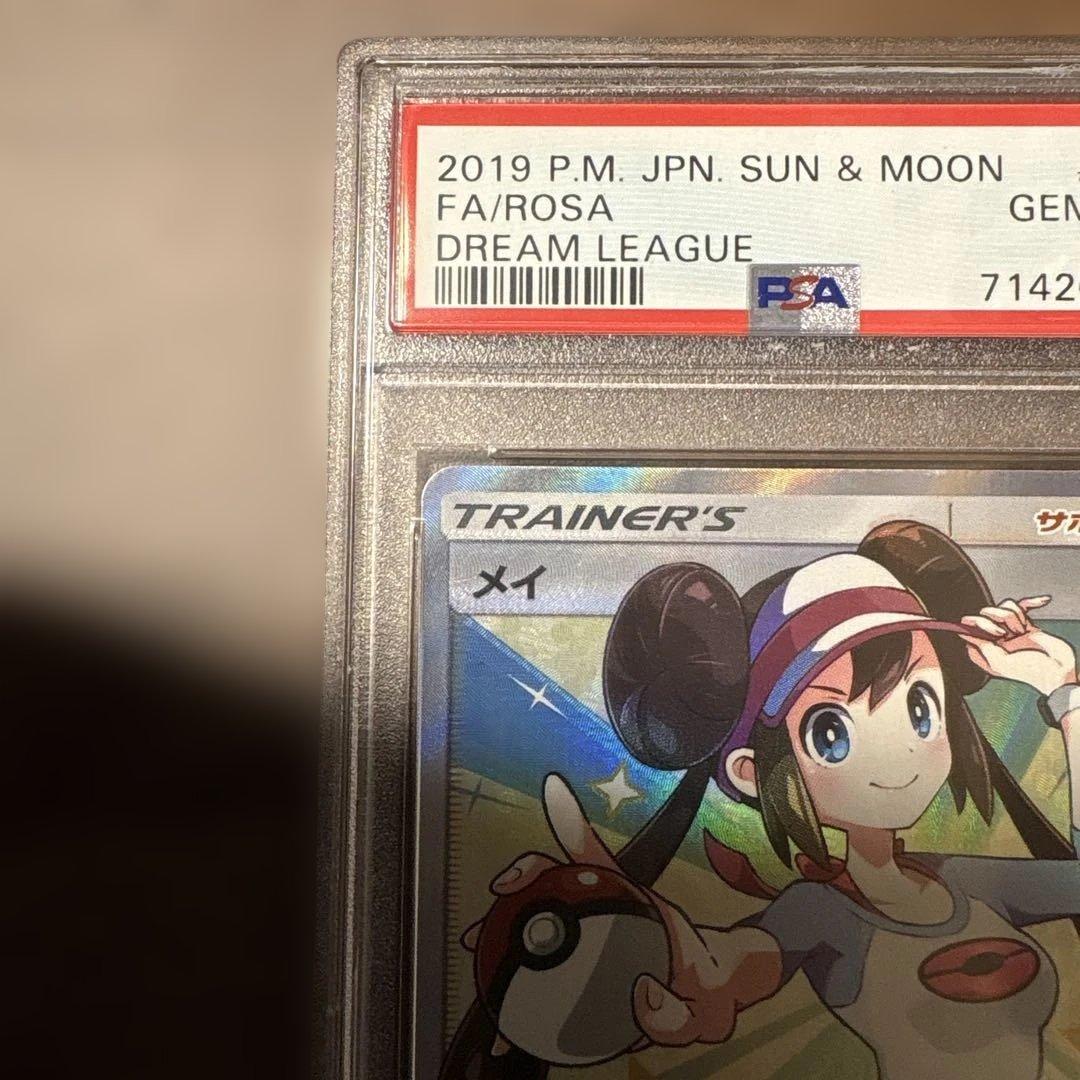 2019 P.M. JPN. SUN & MOON
FA/ROSA
GEM
DREAM LEAGUE
PSA
TRAINER'S
メイ